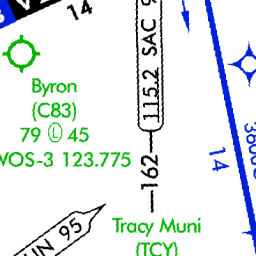 14
Byron
(C83)
79 Ⓛ 45
WOS-3 123.775
115.2 SAC
162
14
Tracy Muni
(TCY)
95